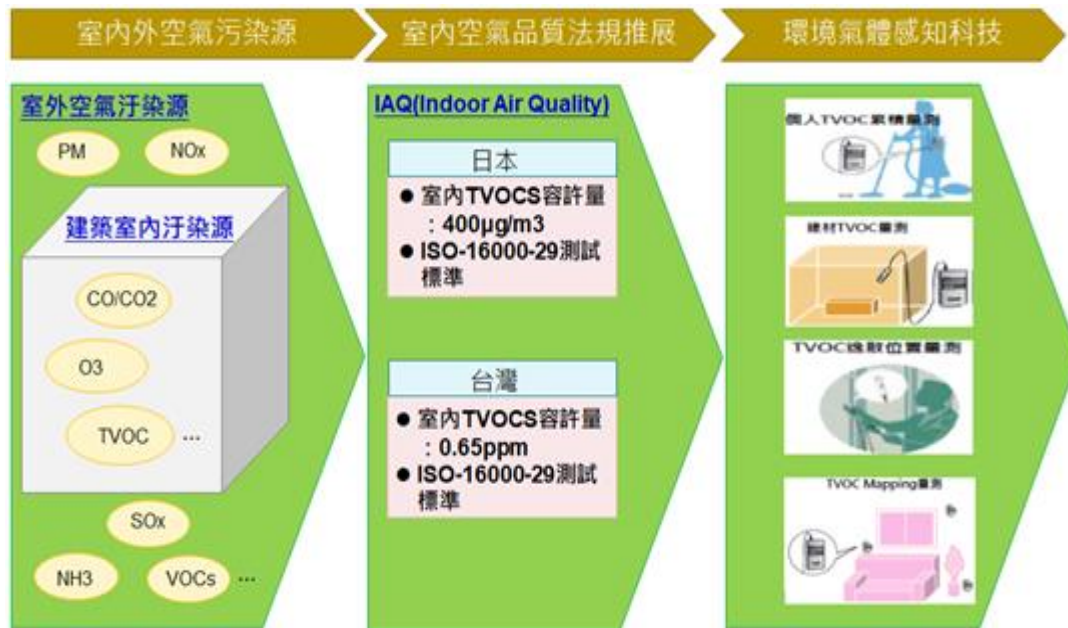 室內外空氣污染源
室內空氣品質法規推展
環境氣體感知科技
室外空氣汙染源
PM
NOx
建築室內汙染源
CO/CO2
O3
TVOC
...
SOx
NH3
VOCs
...
IAQ(Indoor Air Quality)
日本
● 室內TVOCS容許量
：400µg/m3
● ISO-16000-29測試
標準
台灣
● 室內TVOCS容許量
：0.65ppm
● ISO-16000-29測試
標準
個人TVOC累積量測
建材TVOC量測
TVOC逸散位置量測
TVOC Mapping量測